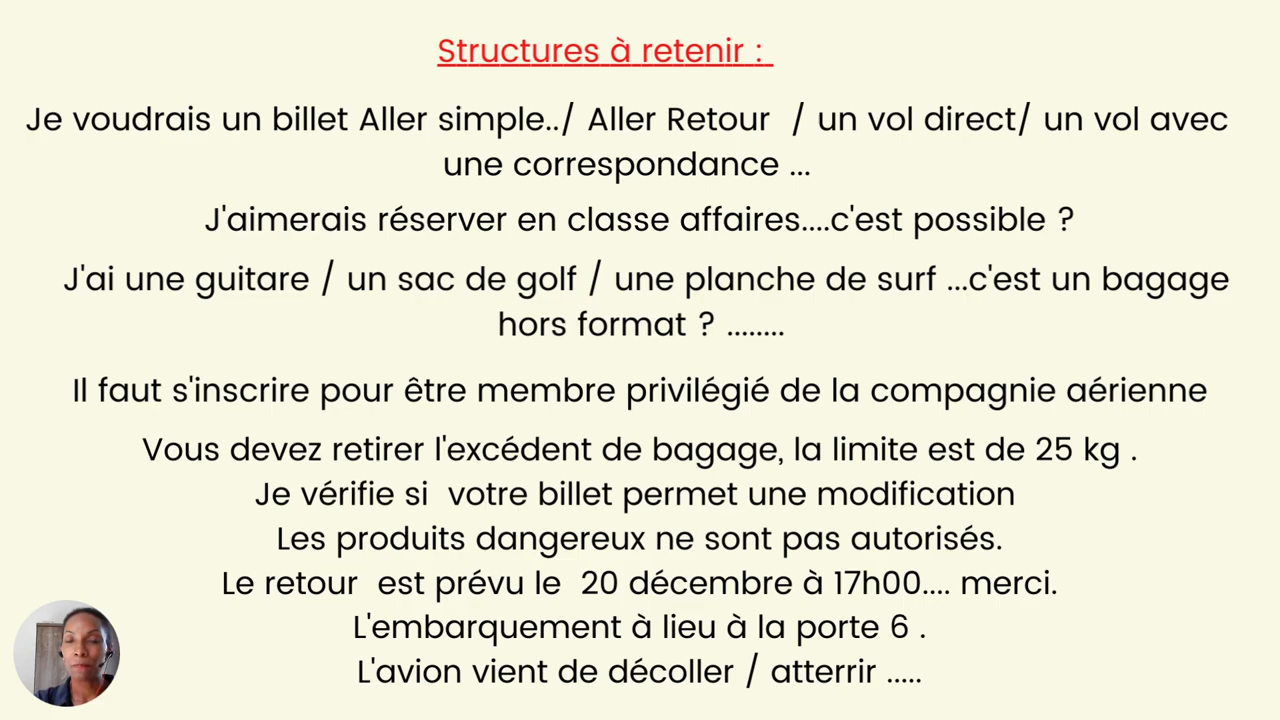 Structures à retenir :
Je voudrais un billet Aller simple../ Aller Retour / un vol direct/ un vol avec
une correspondance ...
J'aimerais réserver en classe affaires....c'est possible ?
J'ai une guitare / un sac de golf / une planche de surf ...c'est un bagage
hors format ? ........
Il faut s'inscrire pour être membre privilégié de la compagnie aérienne
Vous devez retirer l'excédent de bagage, la limite est de 25 kg .
Je vérifie si votre billet permet une modification
Les produits dangereux ne sont pas autorisés.
Le retour est prévu le 20 décembre à 17h00.... merci.
L'embarquement à lieu à la porte 6 .
L'avion vient de décoller / atterrir .....